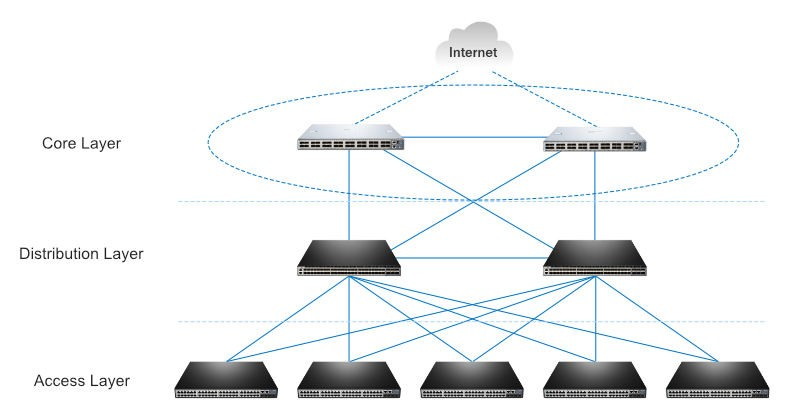 Internet
Core Layer
Distribution Layer
Access Layer